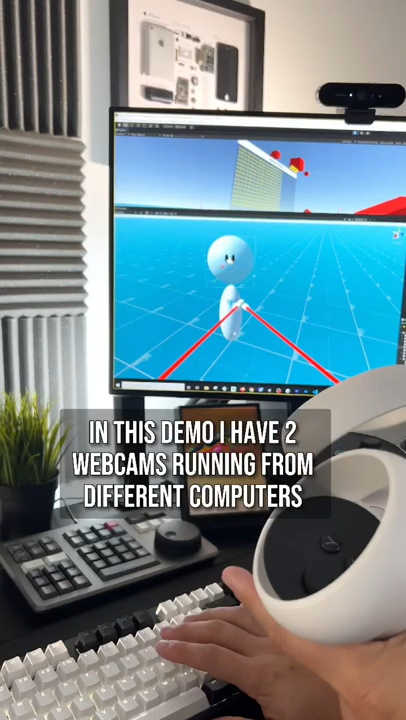 IN THIS DEMO I HAVE 2
WEBCAMS RUNNING FROM
DIFFERENT COMPUTERS